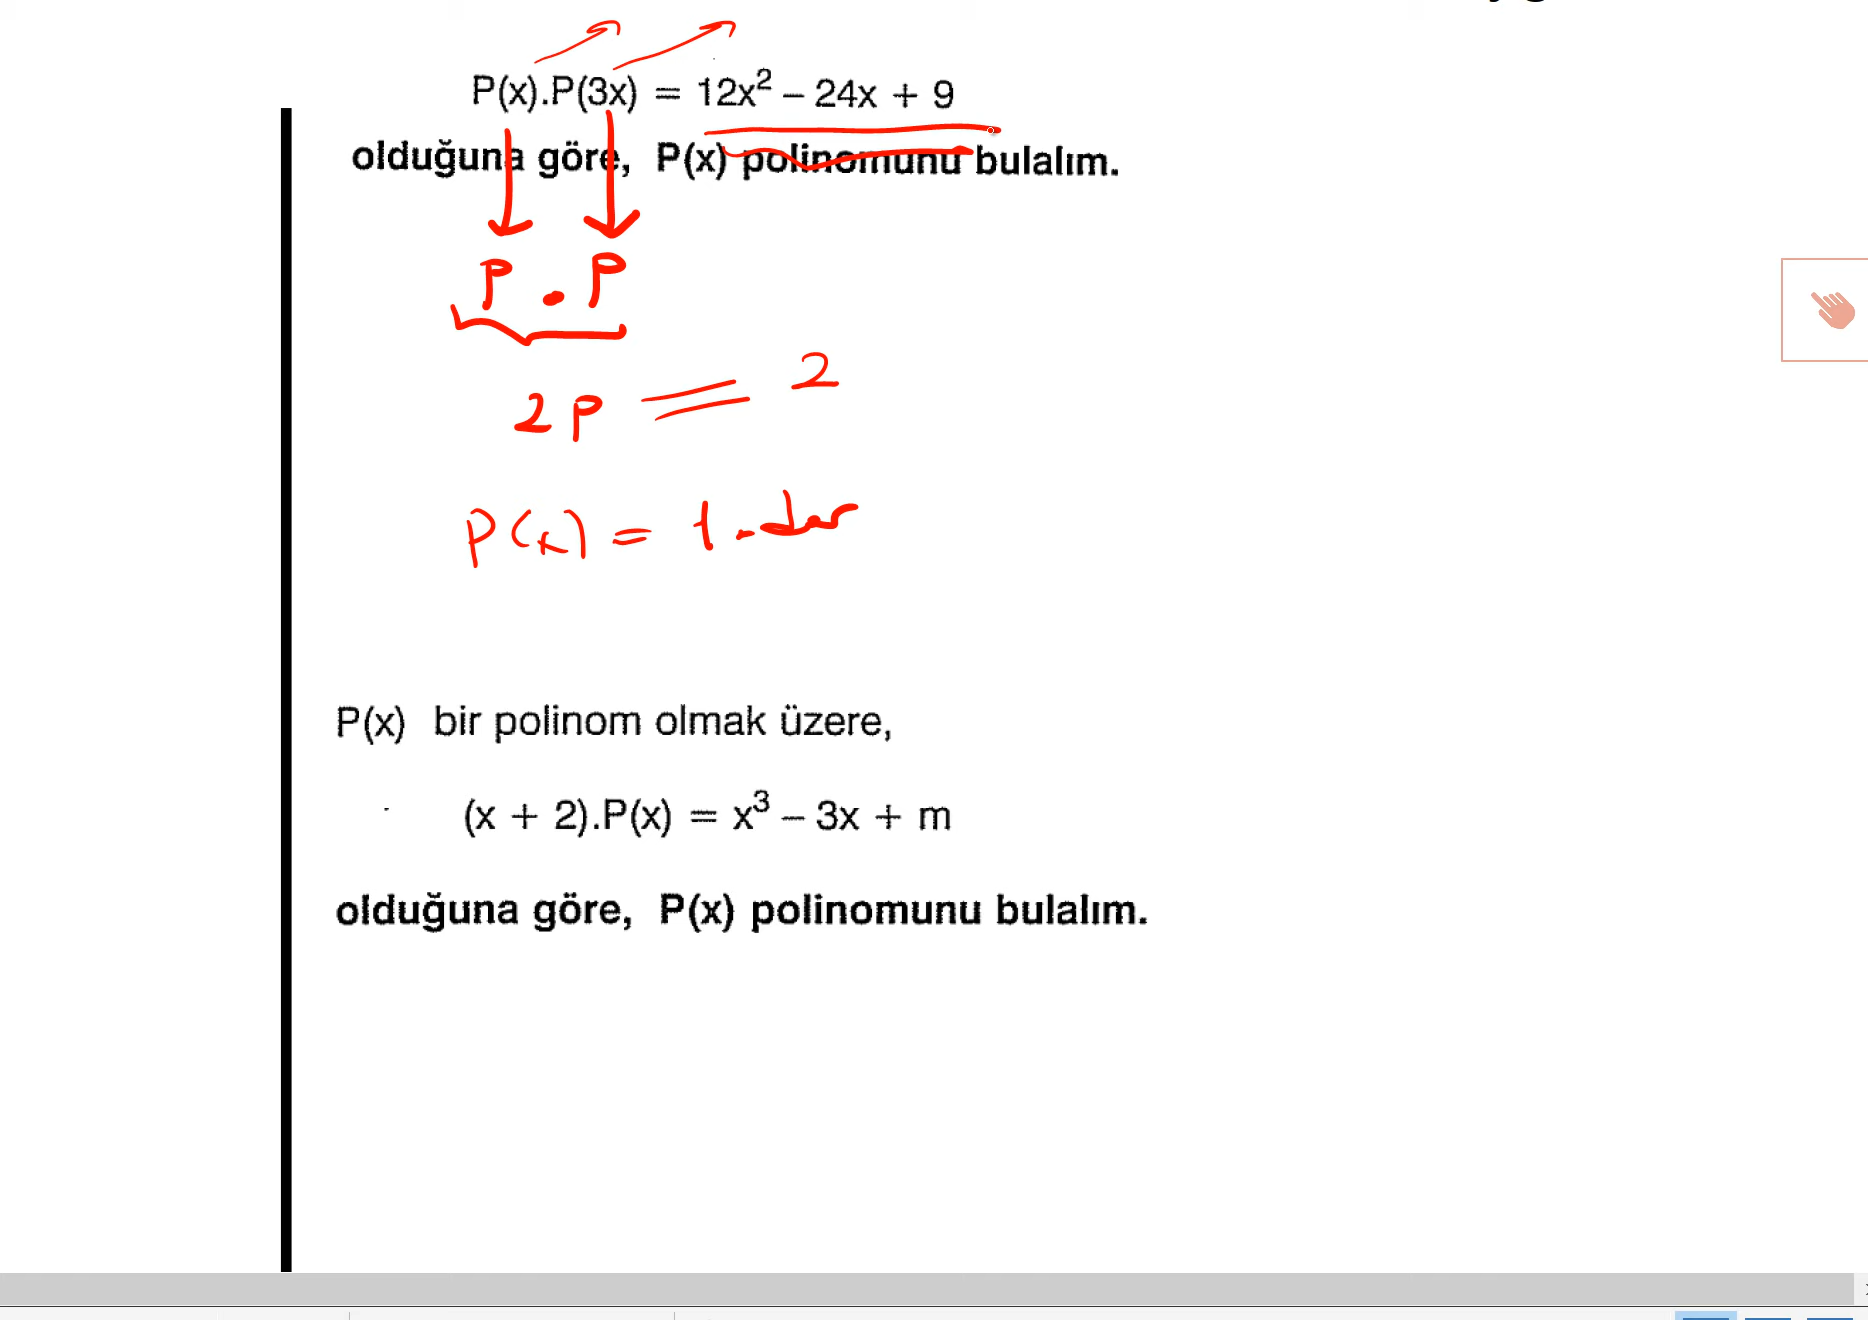 P(x).P(3x) = 12x² – 24x + 9
olduğuna göre, P(x) polinomunu bulalım.
P . P
2P = 2
P(x) = 1.der
P(x) bir polinom olmak üzere,
(x + 2).P(x) = x³ – 3x + m
olduğuna göre, P(x) polinomunu bulalım.